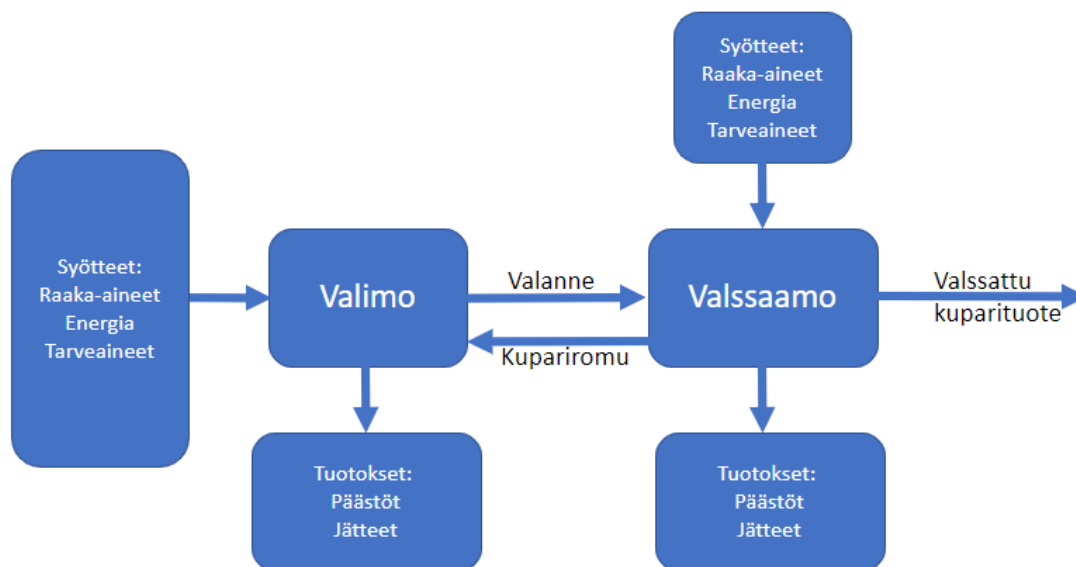 Syötteet:
Raaka-aineet
Energia
Tarveaineet
Syötteet:
Raaka-aineet
Energia
Tarveaineet
Valimo
Valanne
Kupariromu
Valssaamo
Valssattu
kuparituote
Tuotokset:
Päästöt
Jätteet
Tuotokset:
Päästöt
Jätteet